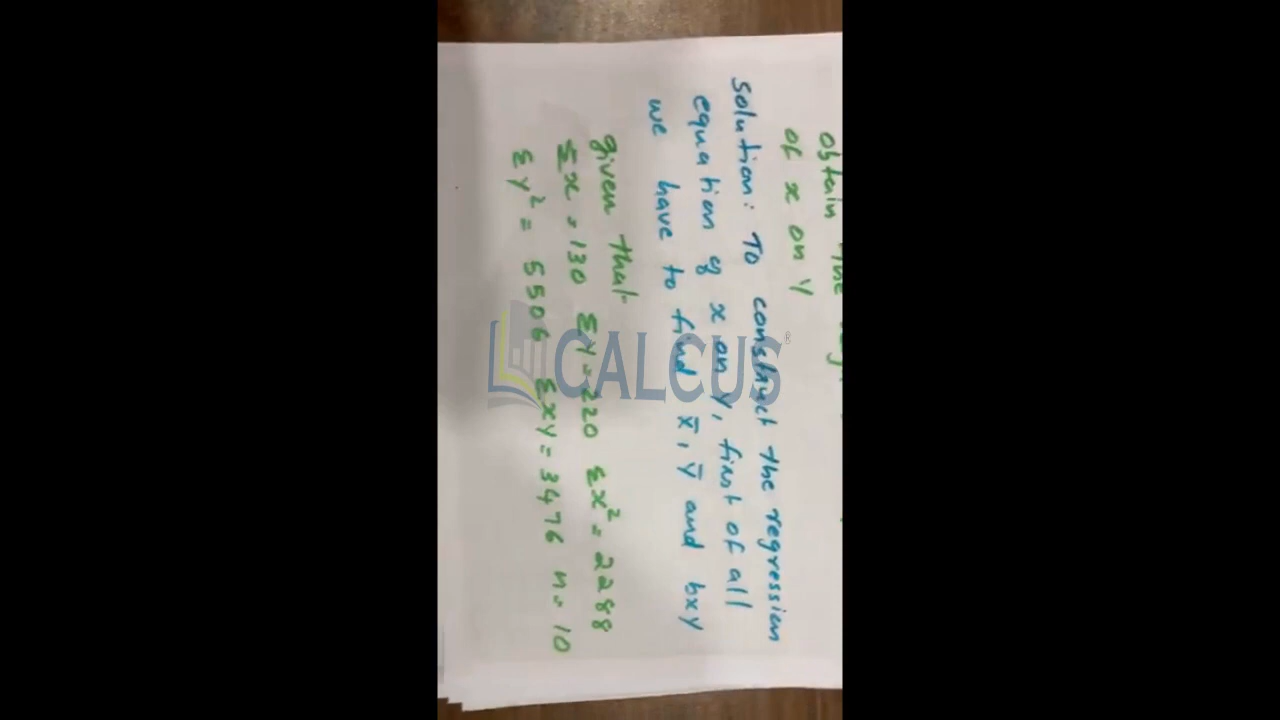 obtain the
of x on Y
Solution: To construct the regression
equation of x on Y, first of all
we have to find x̄, Ȳ and bxy
given that
Σx = 130 ΣY = 220 Σx² = 2288
ΣY² = 5506 ΣXY = 3476 n = 10
CALCUS